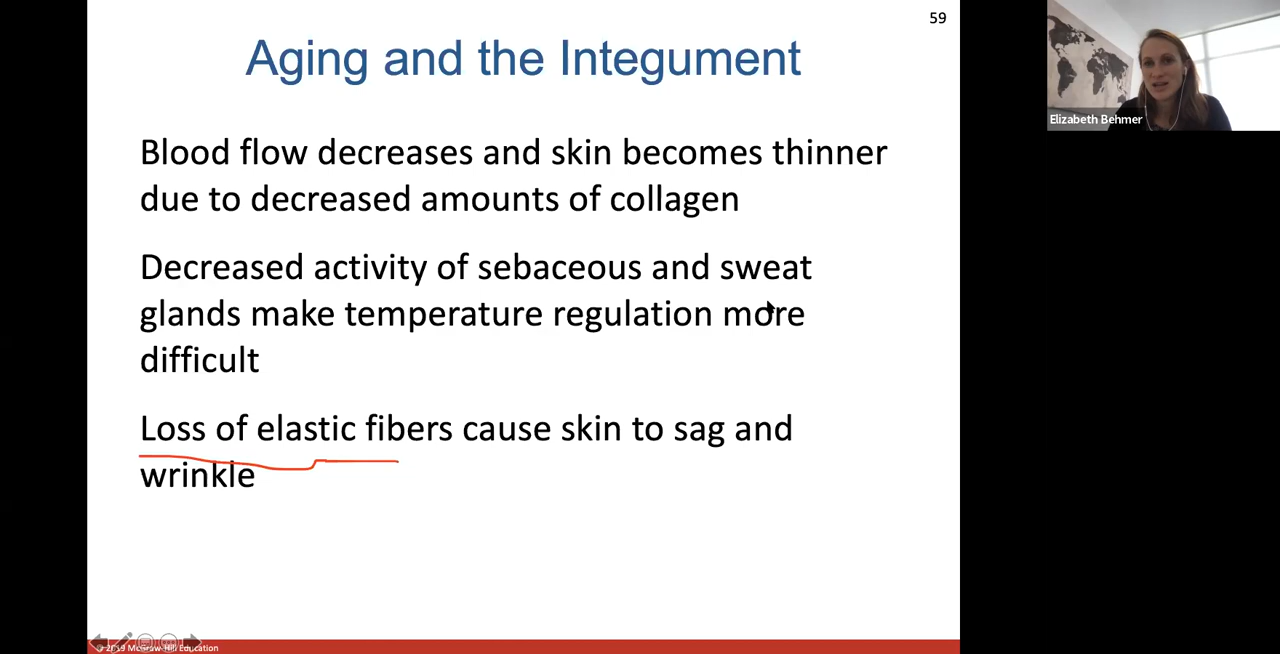 59
Aging and the Integument
Elizabeth Behmer
Blood flow decreases and skin becomes thinner
due to decreased amounts of collagen
Decreased activity of sebaceous and sweat
glands make temperature regulation more
difficult
Loss of elastic fibers cause skin to sag and
wrinkle
© 2019 McGraw-Hill Education